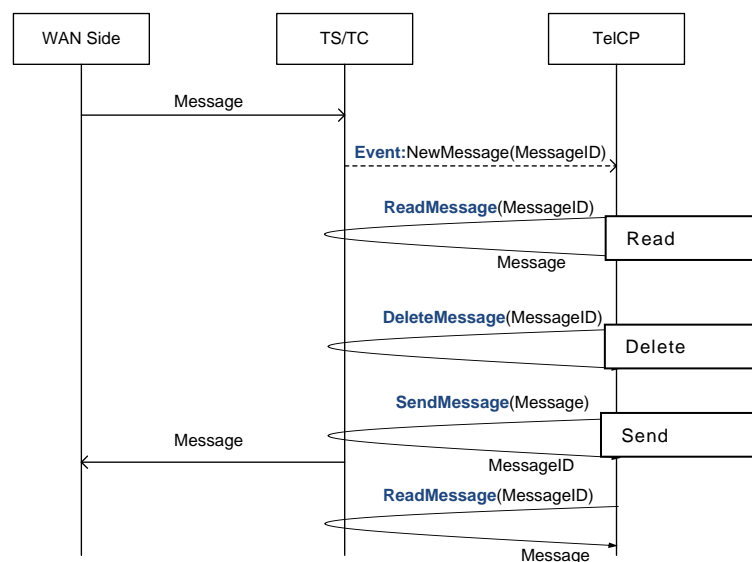 WAN Side
TS/TC
TelCP
Message
Event:NewMessage(MessageID)
ReadMessage(MessageID)
Read
Message
DeleteMessage(MessageID)
Delete
SendMessage(Message)
Send
Message
MessageID
ReadMessage(MessageID)
Message